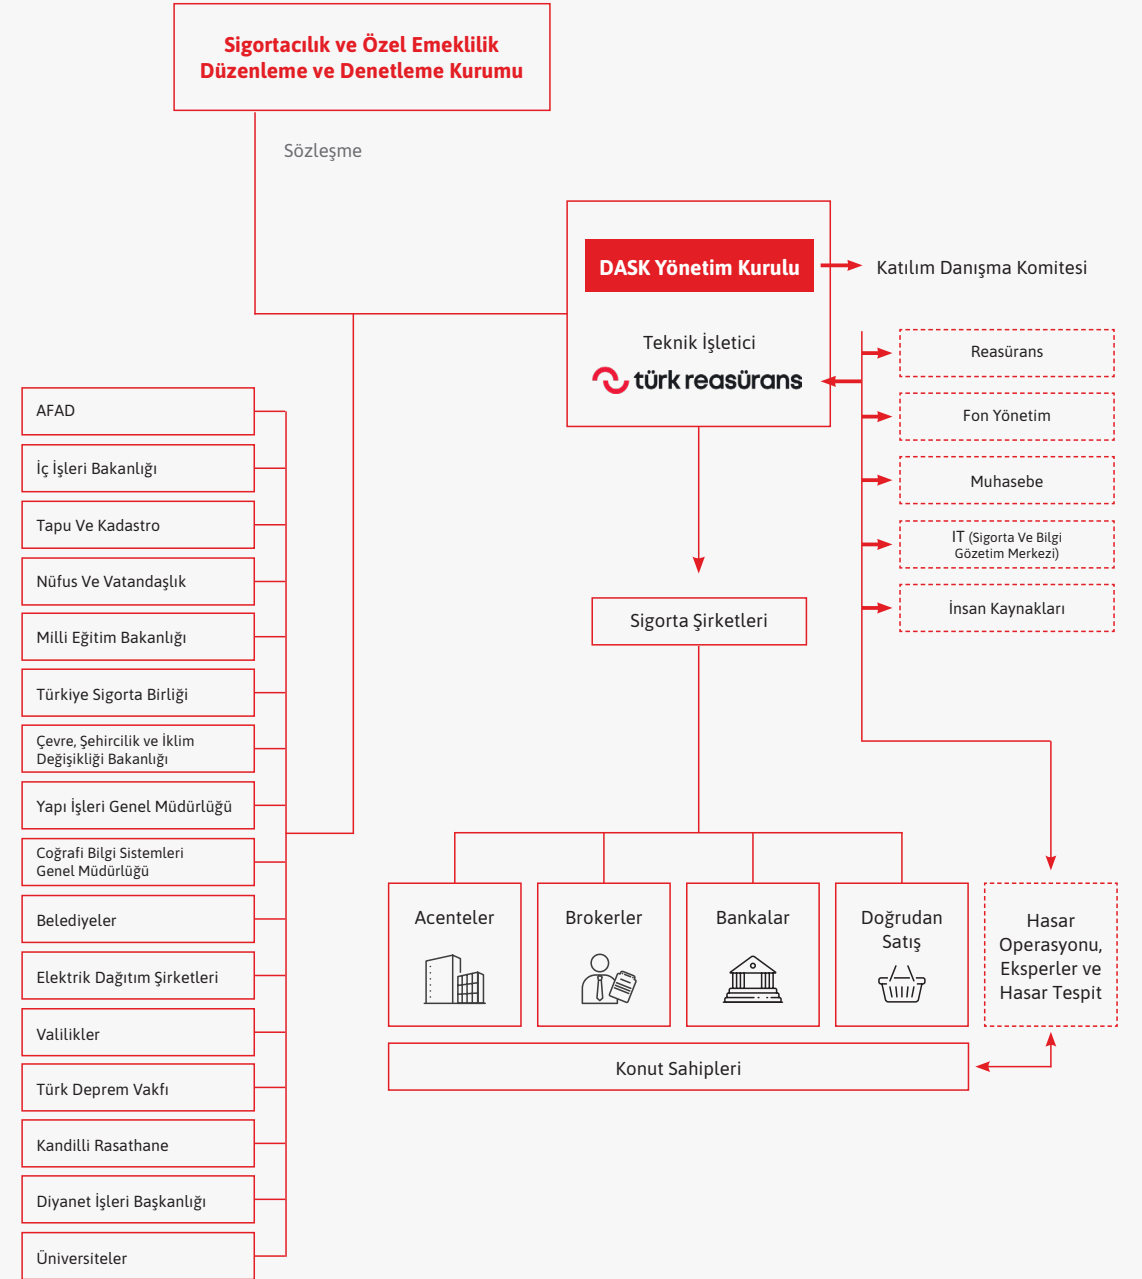 Sigortacılık ve Özel Emeklilik
Düzenleme ve Denetleme Kurumu
Sözleşme
DASK Yönetim Kurulu
Katılım Danışma Komitesi
Teknik İşletici
türk reasürans
Reasürans
Fon Yönetim
Muhasebe
IT (Sigorta Ve Bilgi
Gözetim Merkezi)
İnsan Kaynakları
AFAD
İç İşleri Bakanlığı
Tapu Ve Kadastro
Nüfus Ve Vatandaşlık
Milli Eğitim Bakanlığı
Türkiye Sigorta Birliği
Çevre, Şehircilik ve İklim
Değişikliği Bakanlığı
Yapı İşleri Genel Müdürlüğü
Coğrafi Bilgi Sistemleri
Genel Müdürlüğü
Belediyeler
Elektrik Dağıtım Şirketleri
Valilikler
Türk Deprem Vakfı
Kandilli Rasathane
Diyanet İşleri Başkanlığı
Üniversiteler
Sigorta Şirketleri
Acenteler
Brokerler
Bankalar
Doğrudan
Satış
Hasar
Operasyonu,
Eksperler ve
Hasar Tespit
Konut Sahipleri